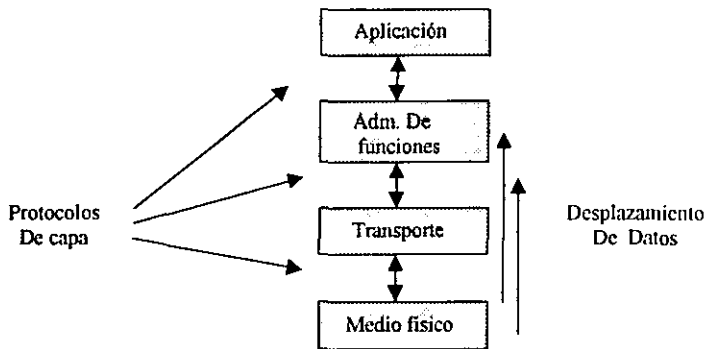 Aplicación
Adm. De
funciones
Protocolos
De capa
Transporte
Desplazamiento
De Datos
Medio físico